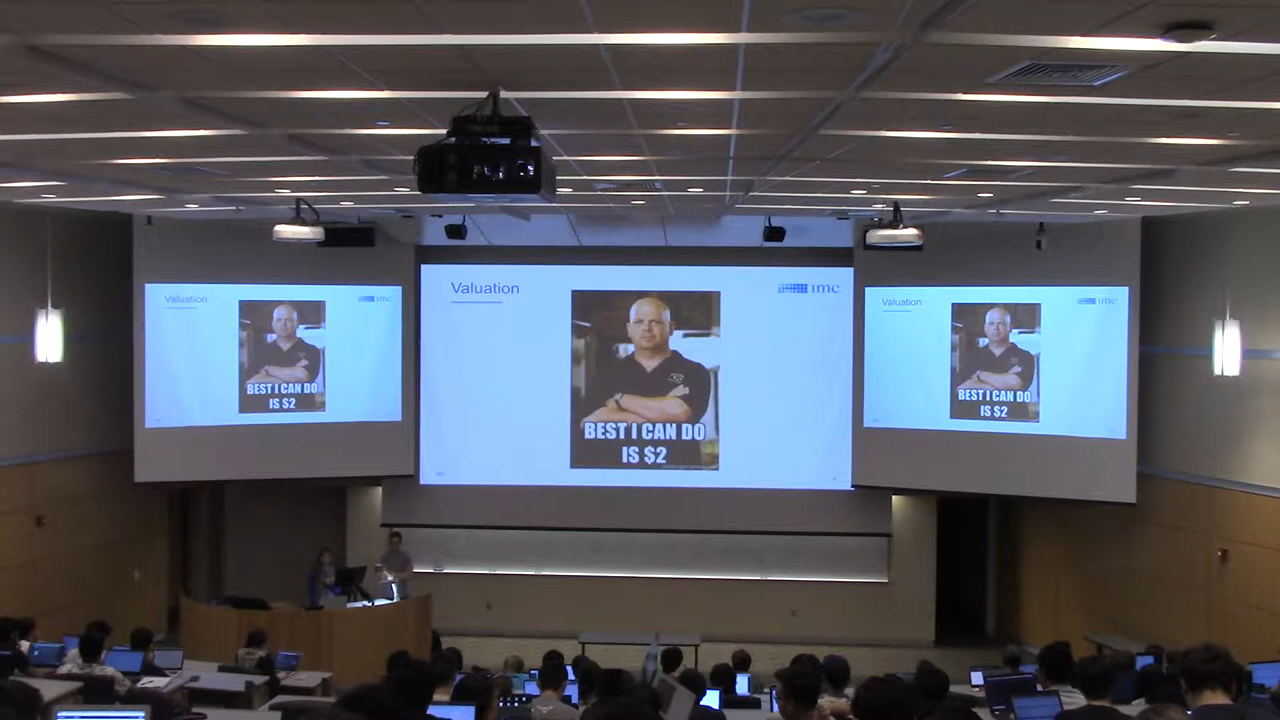 Valuation
imc
BEST I CAN DO
IS $2
Valuation
imc
BEST I CAN DO
IS $2
Valuation
imc
BEST I CAN DO
IS $2